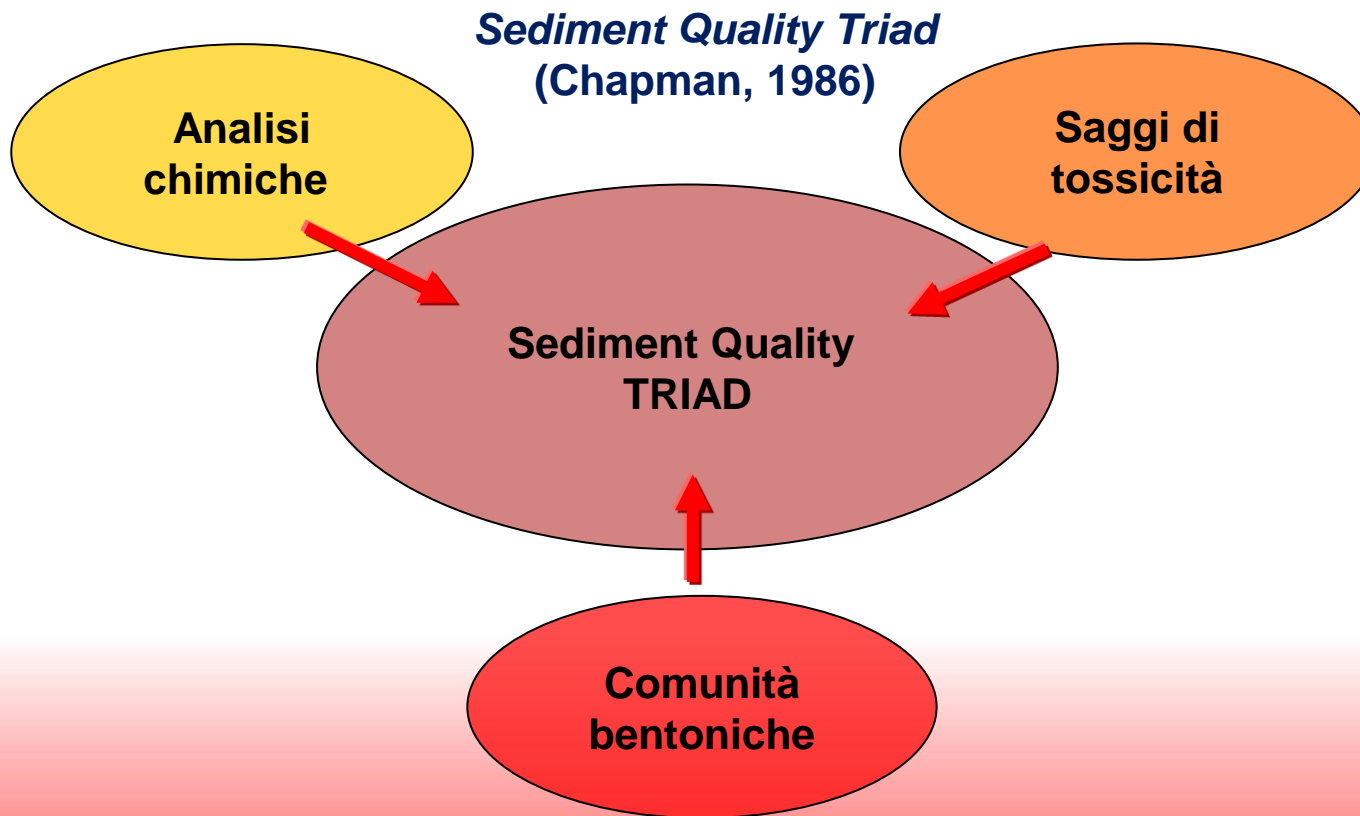 Sediment Quality Triad
(Chapman, 1986)
Analisi
chimiche
Saggi di
tossicità
Sediment Quality
TRIAD
Comunità
bentoniche